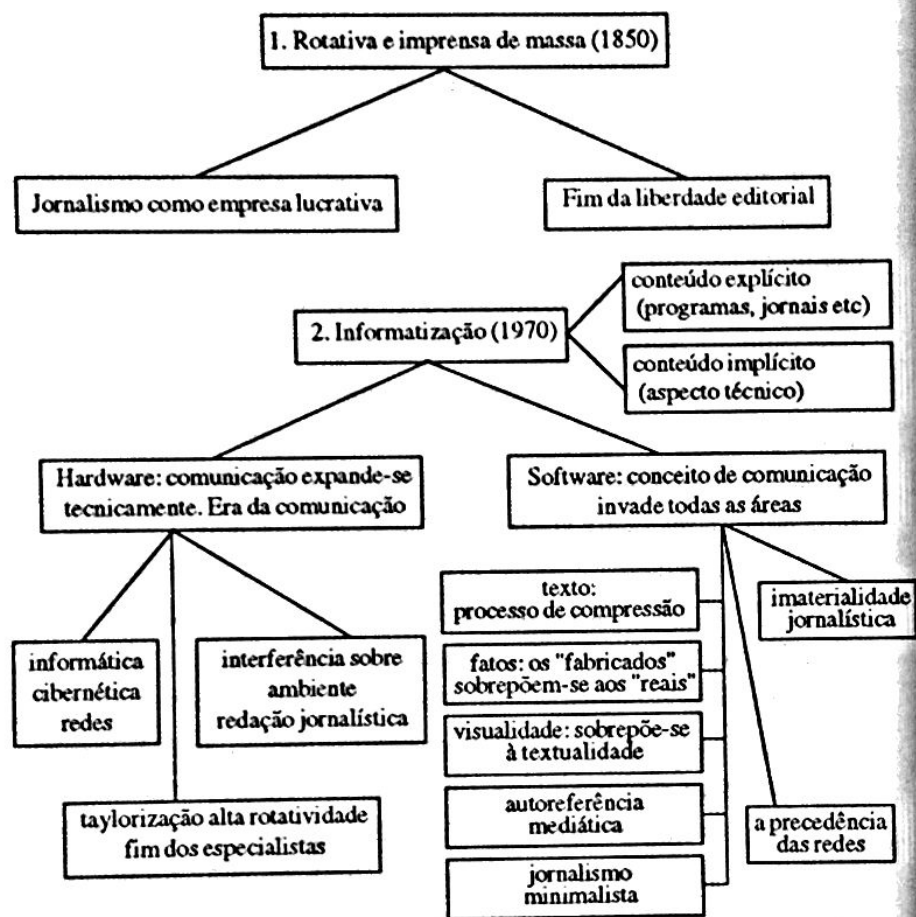 1. Rotativa e imprensa de massa (1850)
Jornalismo como empresa lucrativa
Fim da liberdade editorial
2. Informatização (1970)
conteúdo explícito
(programas, jornais etc)
conteúdo implícito
(aspecto técnico)
Hardware: comunicação expande-se
tecnicamente. Era da comunicação
Software: conceito de comunicação
invade todas as áreas
informática
cibernética
redes
interferência sobre
ambiente
redação jornalística
taylorização alta rotatividade
fim dos especialistas
texto:
processo de compressão
fatos: os "fabricados"
sobrepõem-se aos "reais"
visualidade: sobrepõe-se
à textualidade
autoreferência
mediática
jornalismo
minimalista
imaterialidade
jornalística
a precedência
das redes